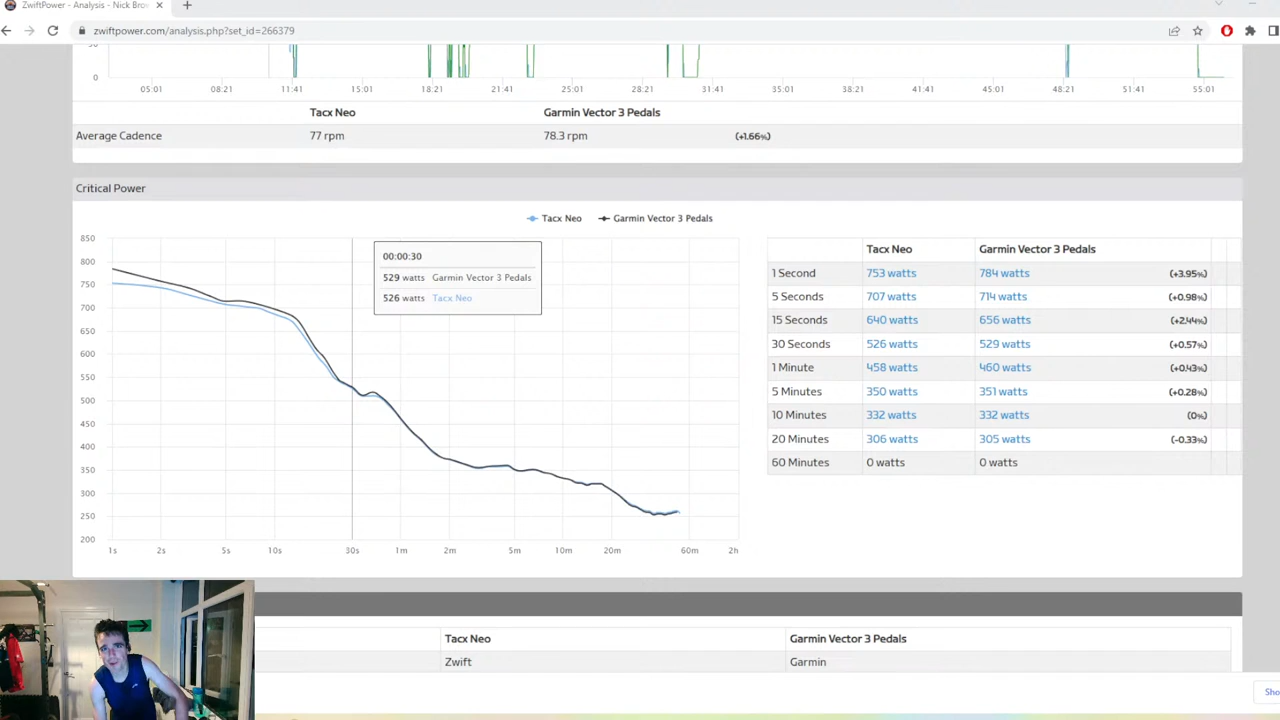 ZwiftPower - Analysis - Nick Bro
zwiftpower.com/analysis.php?set_id=266379
0
05:01 08:21 11:41 15:01 18:21 21:41 25:01 28:21 31:41 35:01 38:21 41:41 45:01 48:21 51:41 55:01
Tacx Neo Garmin Vector 3 Pedals
Average Cadence 77 rpm 78.3 rpm (+1.66%)
Critical Power
Tacx Neo Garmin Vector 3 Pedals
850
800
750
700
650
600
550
500
450
400
350
300
250
200
1s 2s 5s 10s 30s 1m 2m 5m 10m 20m 60m 2h
00:00:30
529 watts Garmin Vector 3 Pedals
526 watts Tacx Neo
Tacx Neo Garmin Vector 3 Pedals
1 Second 753 watts 784 watts (+3.95%)
5 Seconds 707 watts 714 watts (+0.98%)
15 Seconds 640 watts 656 watts (+2.44%)
30 Seconds 526 watts 529 watts (+0.57%)
1 Minute 458 watts 460 watts (+0.43%)
5 Minutes 350 watts 351 watts (+0.28%)
10 Minutes 332 watts 332 watts (0%)
20 Minutes 306 watts 305 watts (-0.33%)
60 Minutes 0 watts 0 watts
Tacx Neo Garmin Vector 3 Pedals
Zwift Garmin
Sho